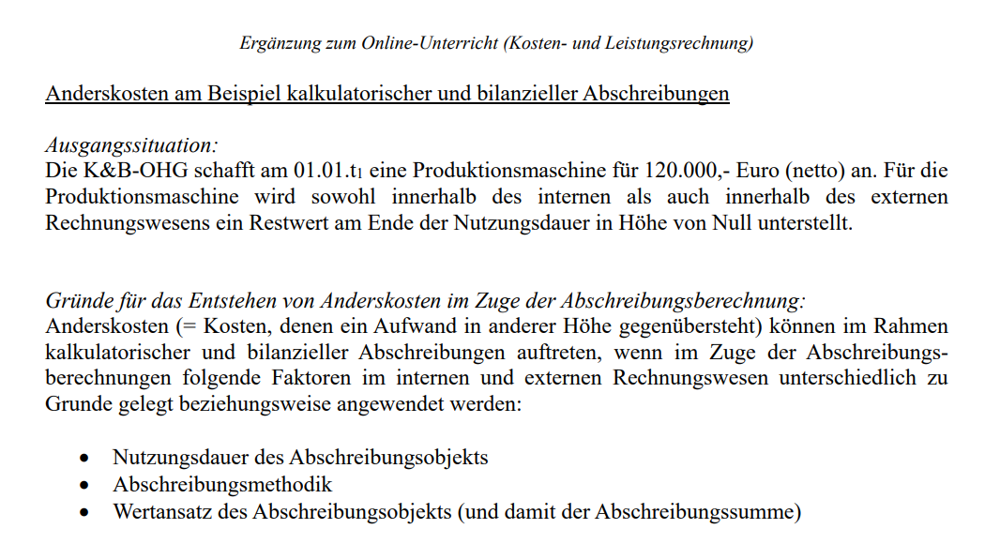 Ergänzung zum Online-Unterricht (Kosten- und Leistungsrechnung)
Anderskosten am Beispiel kalkulatorischer und bilanzieller Abschreibungen
Ausgangssituation:
Die K&B-OHG schafft am 01.01.t₁ eine Produktionsmaschine für 120.000,- Euro (netto) an. Für die
Produktionsmaschine wird sowohl innerhalb des internen als auch innerhalb des externen
Rechnungswesens ein Restwert am Ende der Nutzungsdauer in Höhe von Null unterstellt.
Gründe für das Entstehen von Anderskosten im Zuge der Abschreibungsberechnung:
Anderskosten (= Kosten, denen ein Aufwand in anderer Höhe gegenübersteht) können im Rahmen
kalkulatorischer und bilanzieller Abschreibungen auftreten, wenn im Zuge der Abschreibungs-
berechnungen folgende Faktoren im internen und externen Rechnungswesen unterschiedlich zu
Grunde gelegt beziehungsweise angewendet werden:
• Nutzungsdauer des Abschreibungsobjekts
• Abschreibungsmethodik
• Wertansatz des Abschreibungsobjekts (und damit der Abschreibungssumme)